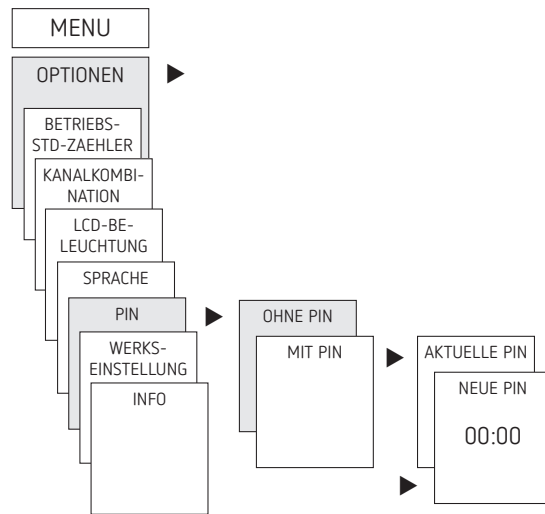 MENU
OPTIONEN
BETRIEBS-
STD-ZAEHLER
KANALKOMBI-
NATION
LCD-BE-
LEUCHTUNG
SPRACHE
PIN
WERKS-
EINSTELLUNG
INFO
OHNE PIN
MIT PIN
AKTUELLE PIN
NEUE PIN
00:00